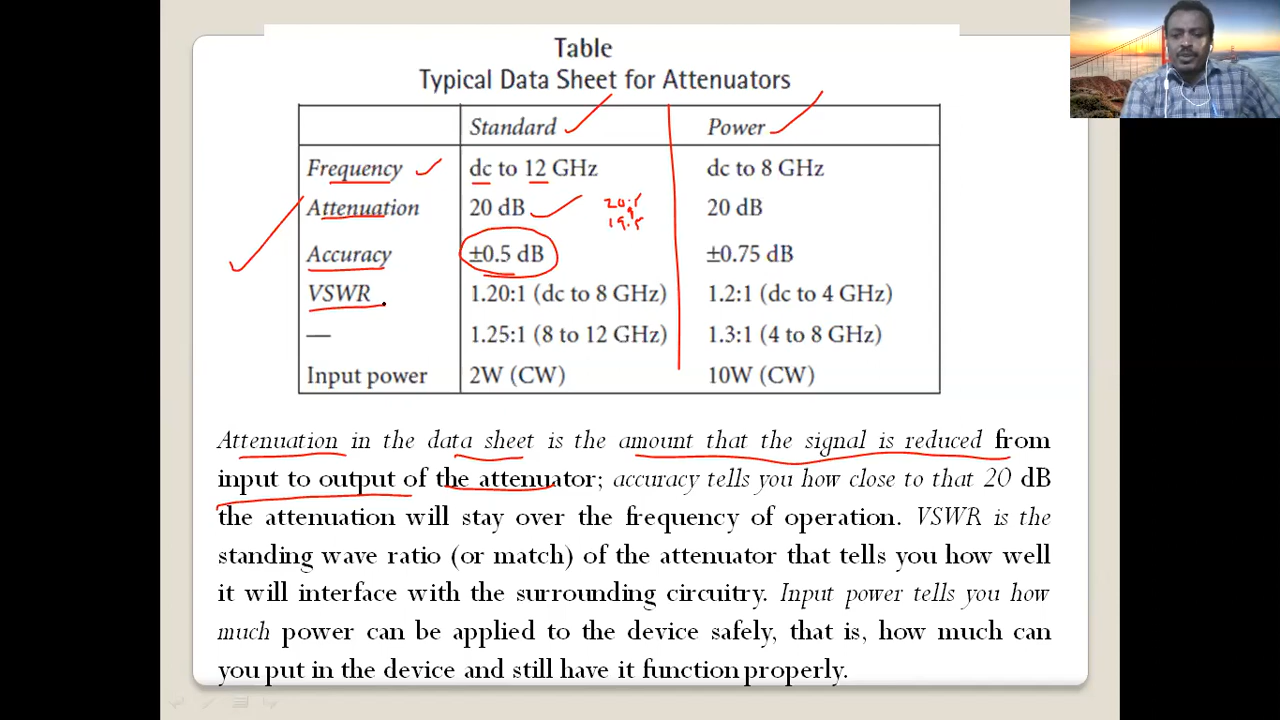 Table
Typical Data Sheet for Attenuators
Standard Power
Frequency dc to 12 GHz dc to 8 GHz
Attenuation 20 dB 20 dB
20.5
19.5
Accuracy ±0.5 dB ±0.75 dB
VSWR 1.20:1 (dc to 8 GHz) 1.2:1 (dc to 4 GHz)
— 1.25:1 (8 to 12 GHz) 1.3:1 (4 to 8 GHz)
Input power 2W (CW) 10W (CW)
Attenuation in the data sheet is the amount that the signal is reduced from
input to output of the attenuator; accuracy tells you how close to that 20 dB
the attenuation will stay over the frequency of operation. VSWR is the
standing wave ratio (or match) of the attenuator that tells you how well
it will interface with the surrounding circuitry. Input power tells you how
much power can be applied to the device safely, that is, how much can
you put in the device and still have it function properly.